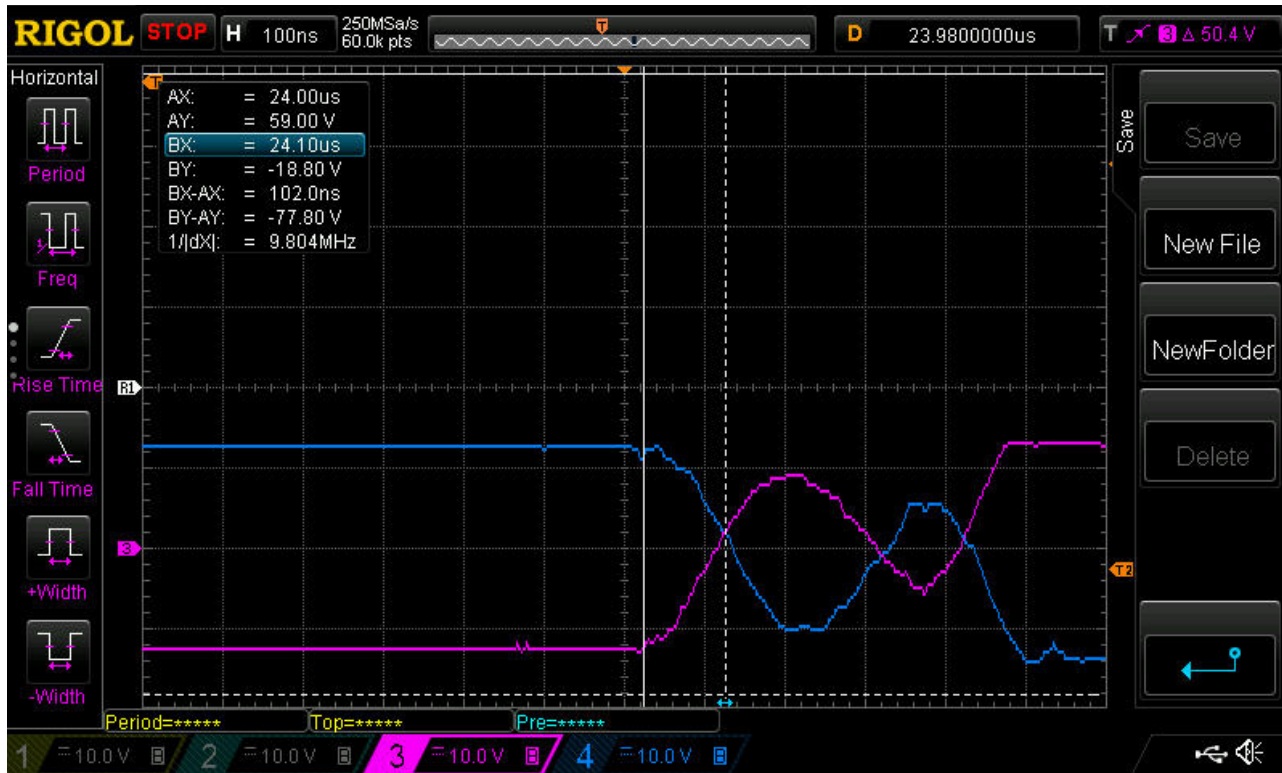 RIGOL STOP H 100ns 250MSa/s 60.0k pts T D 23.9800000us T 3 Δ 50.4 V
Horizontal
Period
Freq
Rise Time
Fall Time
+Width
-Width
T
AX: = 24.00us
AY: = 59.00 V
BX: = 24.10us
BY: = -18.80 V
BX-AX: = 102.0ns
BY-AY: = -77.80 V
1/|dX|: = 9.804MHz
R1
3
T2
Save
Save
New File
NewFolder
Delete
Period=***** Top=***** Pre=*****
1 10.0 V B 2 10.0 V B 3 10.0 V B 4 10.0 V B